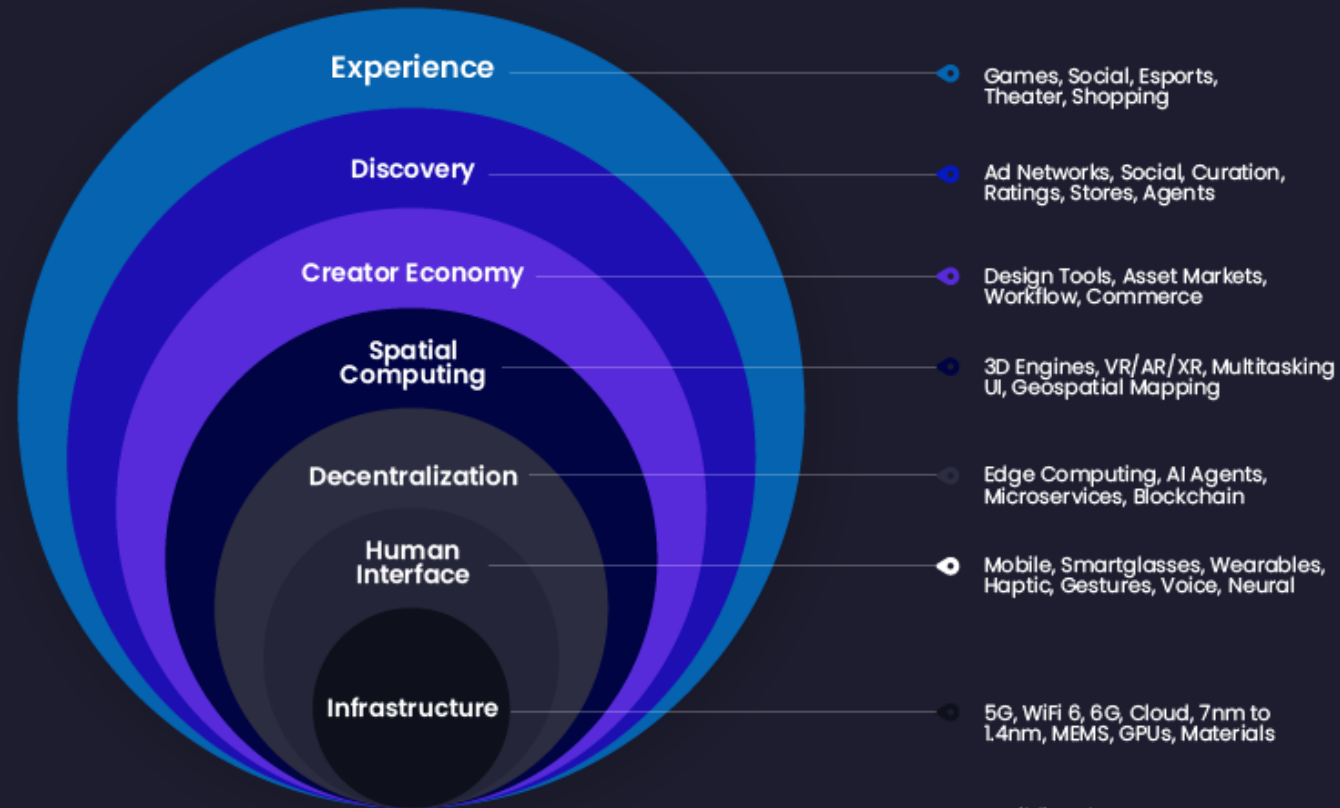 Experience
Games, Social, Esports,
Theater, Shopping
Discovery
Ad Networks, Social, Curation,
Ratings, Stores, Agents
Creator Economy
Design Tools, Asset Markets,
Workflow, Commerce
Spatial
Computing
3D Engines, VR/AR/XR, Multitasking
UI, Geospatial Mapping
Decentralization
Edge Computing, AI Agents,
Microservices, Blockchain
Human
Interface
Mobile, Smartglasses, Wearables,
Haptic, Gestures, Voice, Neural
Infrastructure
5G, WiFi 6, 6G, Cloud, 7nm to
1.4nm, MEMS, GPUs, Materials